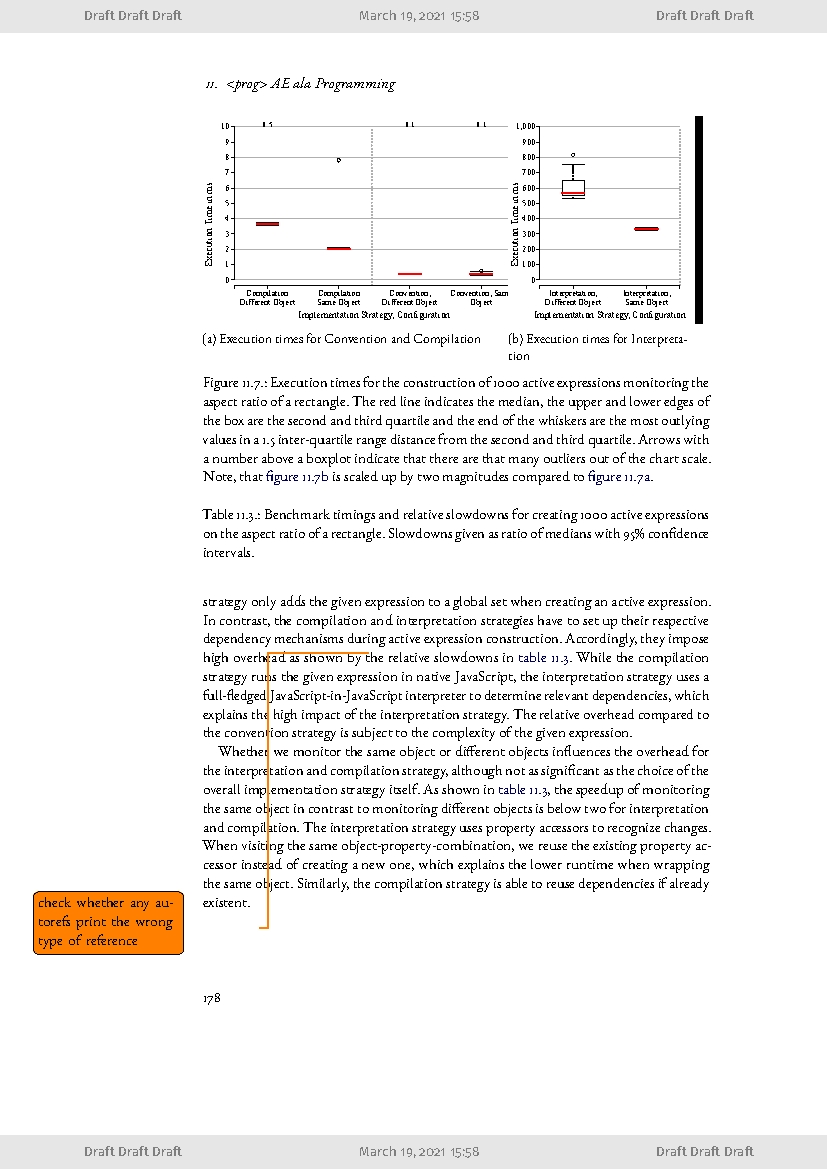 Draft Draft Draft March 19, 2021 15:58 Draft Draft Draft
11. <prog> AE ala Programming
10
9
8
7
6
5
4
3
2
1
0
Execution Time in ms
Compilation Different Object
Compilation Same Object
Convention, Different Object
Convention, Sam Object
Implementation Strategy, Configuration
1,000
900
800
700
600
500
400
300
200
100
0
Execution Time in ms
Interpretation, Different Object
Interpretation, Same Object
Implementation Strategy, Configuration
(a) Execution times for Convention and Compilation
(b) Execution times for Interpreta-
tion
Figure 11.7.: Execution times for the construction of 1000 active expressions monitoring the
aspect ratio of a rectangle. The red line indicates the median, the upper and lower edges of
the box are the second and third quartile and the end of the whiskers are the most outlying
values in a 1.5 inter-quartile range distance from the second and third quartile. Arrows with
a number above a boxplot indicate that there are that many outliers out of the chart scale.
Note, that figure 11.7b is scaled up by two magnitudes compared to figure 11.7a.
Table 11.3.: Benchmark timings and relative slowdowns for creating 1000 active expressions
on the aspect ratio of a rectangle. Slowdowns given as ratio of medians with 95% confidence
intervals.
strategy only adds the given expression to a global set when creating an active expression.
In contrast, the compilation and interpretation strategies have to set up their respective
dependency mechanisms during active expression construction. Accordingly, they impose
high overhead as shown by the relative slowdowns in table 11.3. While the compilation
strategy runs the given expression in native JavaScript, the interpretation strategy uses a
full-fledged JavaScript-in-JavaScript interpreter to determine relevant dependencies, which
explains the high impact of the interpretation strategy. The relative overhead compared to
the convention strategy is subject to the complexity of the given expression.
Whether we monitor the same object or different objects influences the overhead for
the interpretation and compilation strategy, although not as significant as the choice of the
overall implementation strategy itself. As shown in table 11.3, the speedup of monitoring
the same object in contrast to monitoring different objects is below two for interpretation
and compilation. The interpretation strategy uses property accessors to recognize changes.
When visiting the same object-property-combination, we reuse the existing property ac-
cessor instead of creating a new one, which explains the lower runtime when wrapping
the same object. Similarly, the compilation strategy is able to reuse dependencies if already
existent.
check whether any au-
torefs print the wrong
type of reference
178
Draft Draft Draft March 19, 2021 15:58 Draft Draft Draft